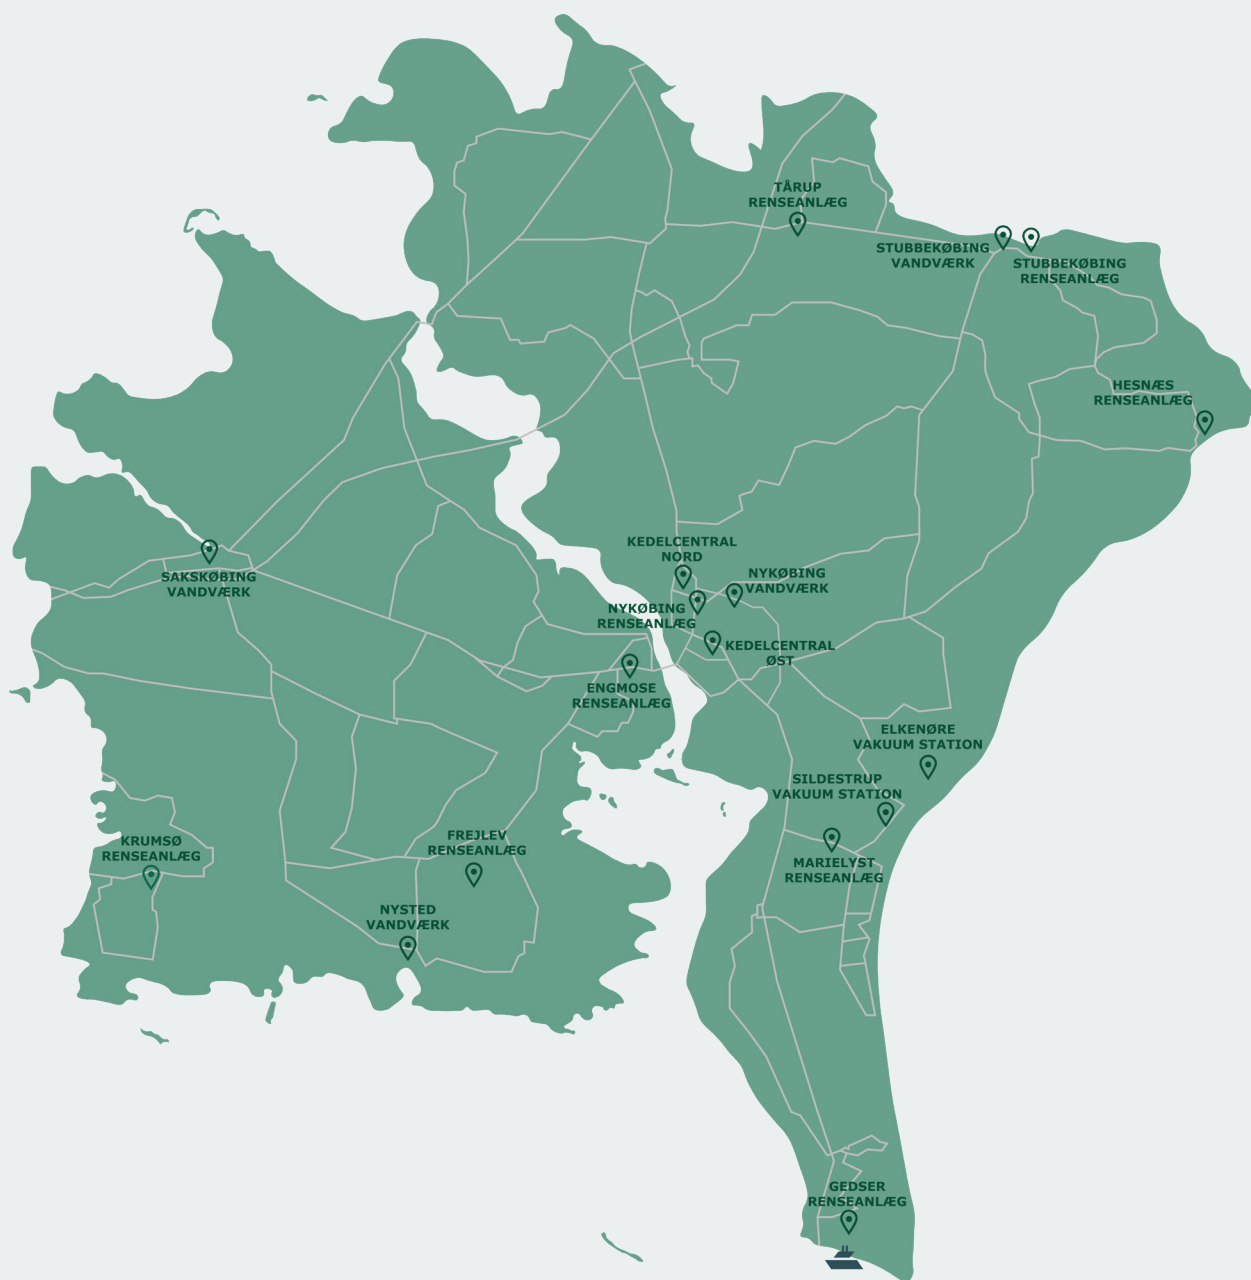 TÅRUP
RENSEANLÆG
STUBBEKØBING
VANDVÆRK
STUBBEKØBING
RENSEANLÆG
HESNÆS
RENSEANLÆG
KEDELCENTRAL
NORD
NYKØBING
VANDVÆRK
SAKSKØBING
VANDVÆRK
NYKØBING
RENSEANLÆG
KEDELCENTRAL
ØST
ENGMOSE
RENSEANLÆG
ELKENØRE
VAKUUM STATION
SILDESTRUP
VAKUUM STATION
KRUMSØ
RENSEANLÆG
FREJLEV
RENSEANLÆG
MARIELYST
RENSEANLÆG
NYSTED
VANDVÆRK
GEDSER
RENSEANLÆG